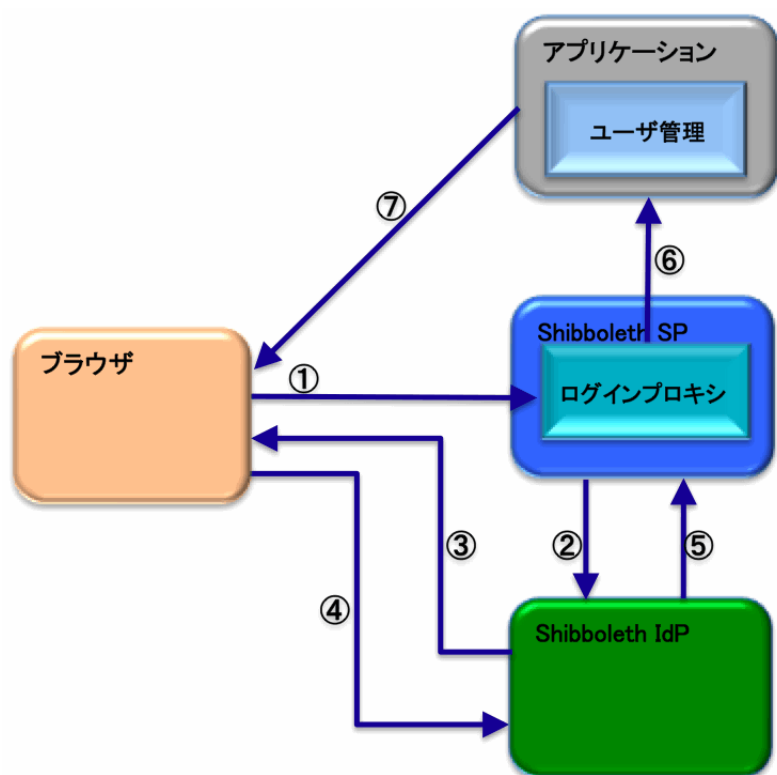 アプリケーション
ユーザ管理
⑦
⑥
Shibboleth SP
ブラウザ
①
ログインプロキシ
③
②
⑤
④
Shibboleth IdP